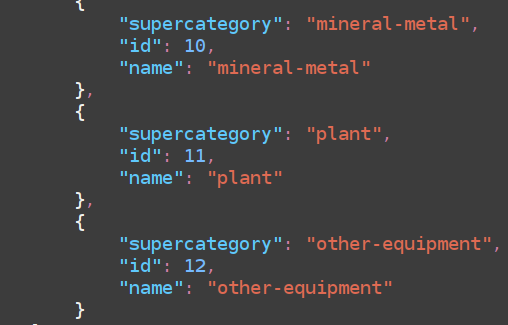 {
"supercategory": "mineral-metal",
"id": 10,
"name": "mineral-metal"
},
{
"supercategory": "plant",
"id": 11,
"name": "plant"
},
{
"supercategory": "other-equipment",
"id": 12,
"name": "other-equipment"
}